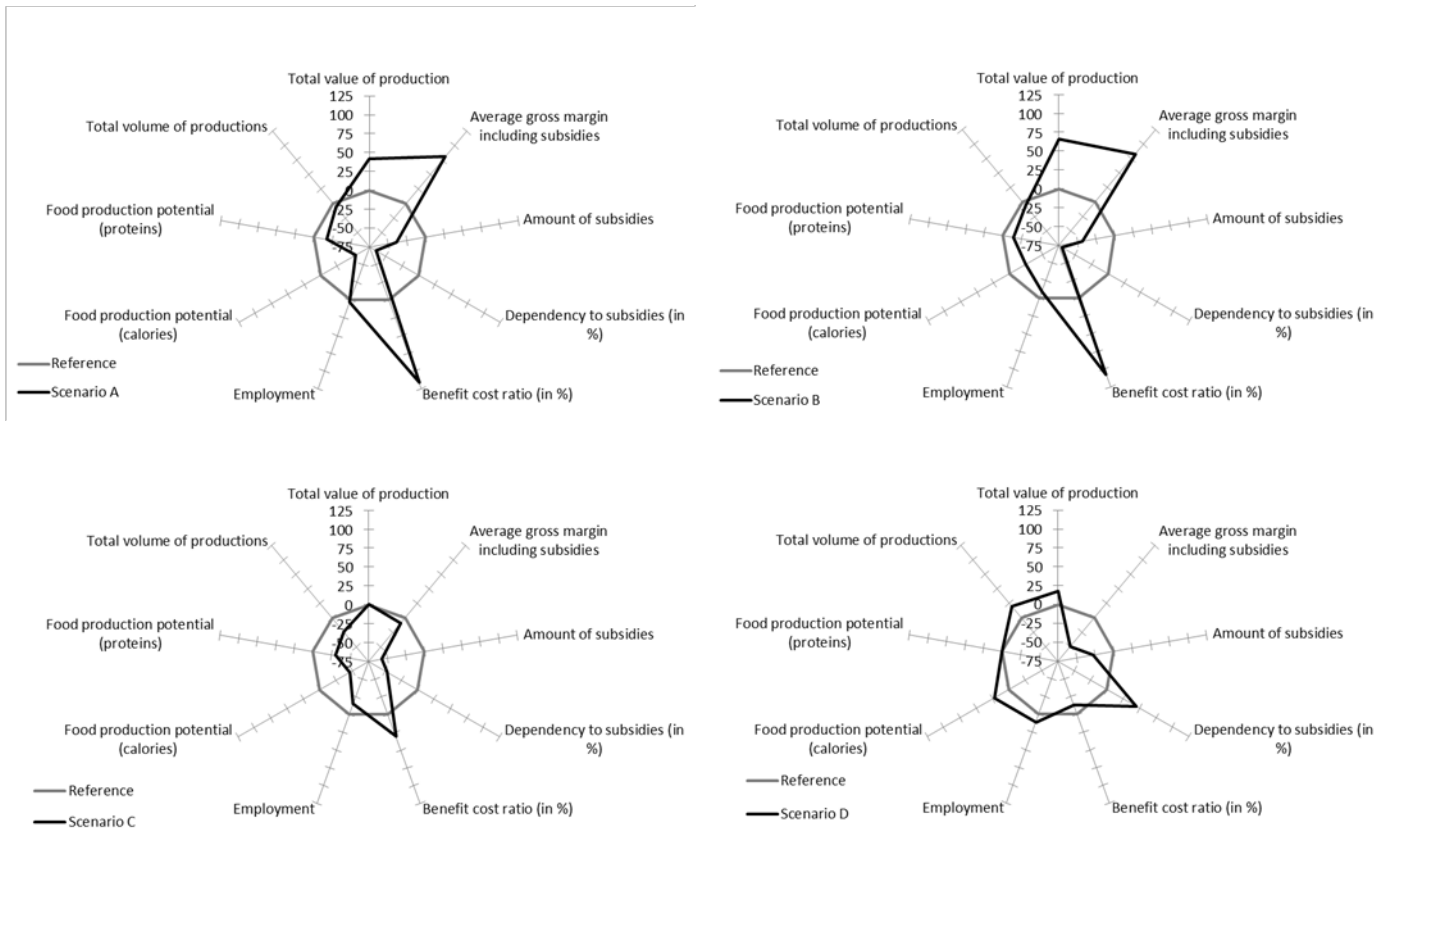 Total value of production
125
100
75
50
25
0
-25
-50
-75
Average gross margin
including subsidies
Amount of subsidies
Dependency to subsidies (in
%)
Benefit cost ratio (in %)
Employment
Food production potential
(calories)
Food production potential
(proteins)
Total volume of productions
Reference
Scenario A
Total value of production
125
100
75
50
25
0
-25
-50
-75
Average gross margin
including subsidies
Amount of subsidies
Dependency to subsidies (in
%)
Benefit cost ratio (in %)
Employment
Food production potential
(calories)
Food production potential
(proteins)
Total volume of productions
Reference
Scenario B
Total value of production
125
100
75
50
25
0
-25
-50
-75
Average gross margin
including subsidies
Amount of subsidies
Dependency to subsidies (in
%)
Benefit cost ratio (in %)
Employment
Food production potential
(calories)
Food production potential
(proteins)
Total volume of productions
Reference
Scenario C
Total value of production
125
100
75
50
25
0
-25
-50
-75
Average gross margin
including subsidies
Amount of subsidies
Dependency to subsidies (in
%)
Benefit cost ratio (in %)
Employment
Food production potential
(calories)
Food production potential
(proteins)
Total volume of productions
Reference
Scenario D